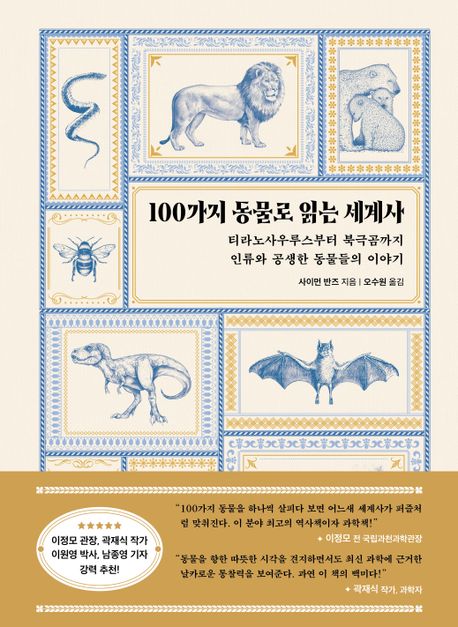 100가지 동물로 읽는 세계사
티라노사우루스부터 북극곰까지
인류와 공생한 동물들의 이야기
사이먼 반즈 지음 | 오수원 옮김
★★★★★
이정모 관장, 곽재식 작가
이원영 박사, 남종영 기자
강력 추천!
“100가지 동물을 하나씩 살피다 보면 어느새 세계사가 퍼즐처
럼 맞춰진다. 이 분야 최고의 역사책이자 과학책!”
+ 이정모 전 국립과천과학관장
“동물을 향한 따뜻한 시각을 견지하면서도 최신 과학에 근거한
날카로운 통찰력을 보여준다. 과연 이 책의 백미다!”
+ 곽재식 작가, 과학자